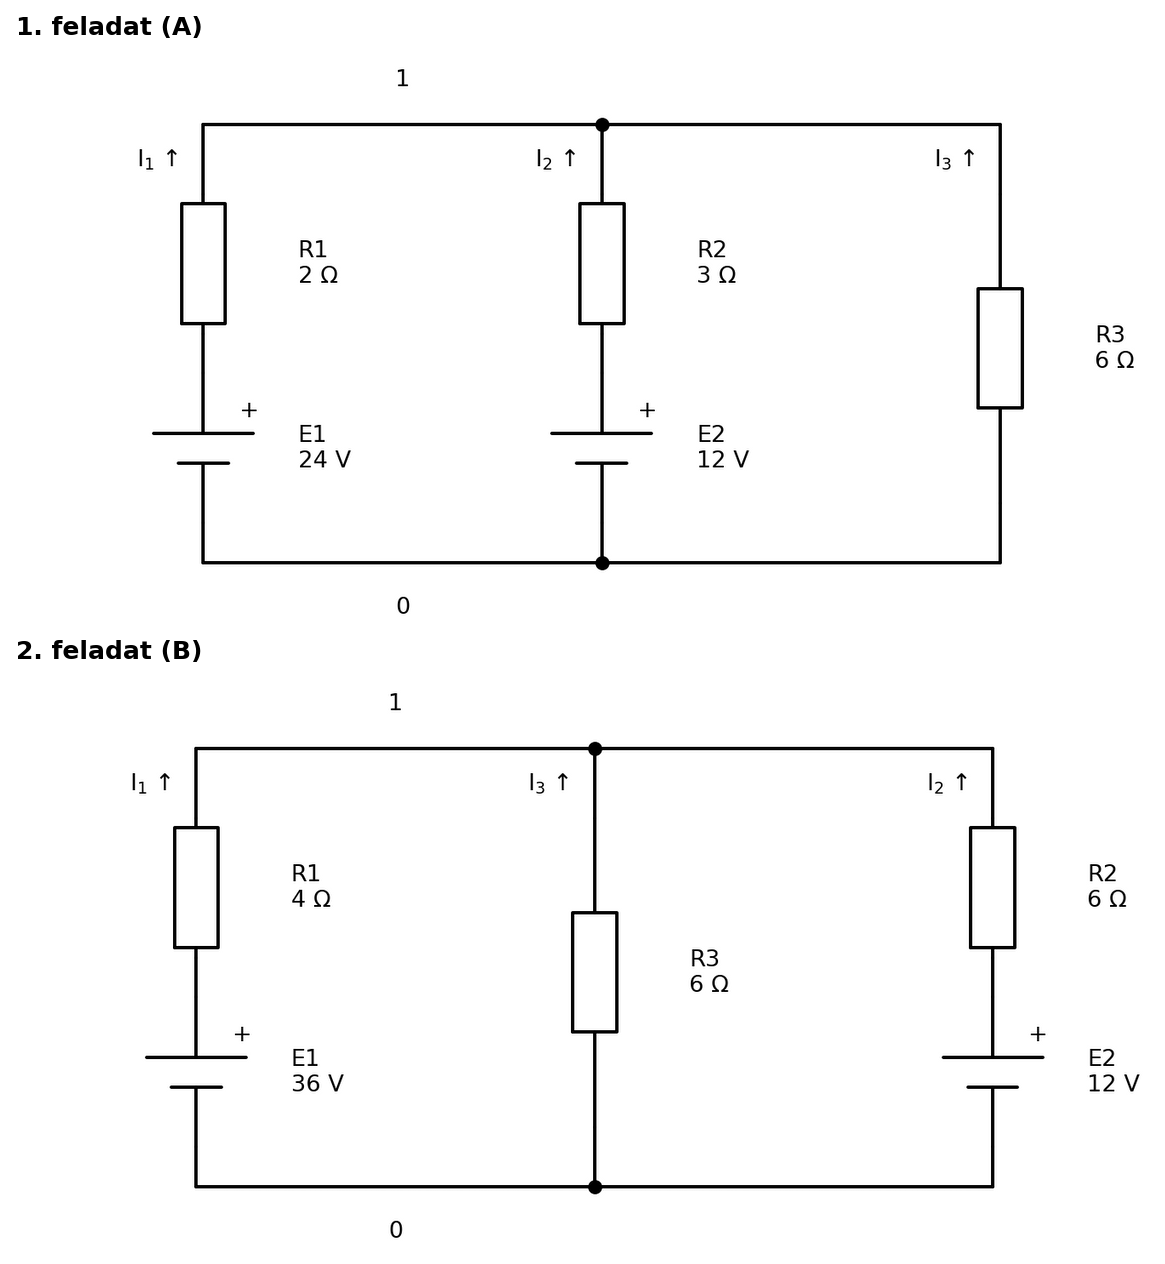 1. feladat (A)
1
I₁ ↑
I₂ ↑
I₃ ↑
R1
2 Ω
R2
3 Ω
R3
6 Ω
+
E1
24 V
+
E2
12 V
0
2. feladat (B)
1
I₁ ↑
I₃ ↑
I₂ ↑
R1
4 Ω
R2
6 Ω
R3
6 Ω
+
E1
36 V
+
E2
12 V
0